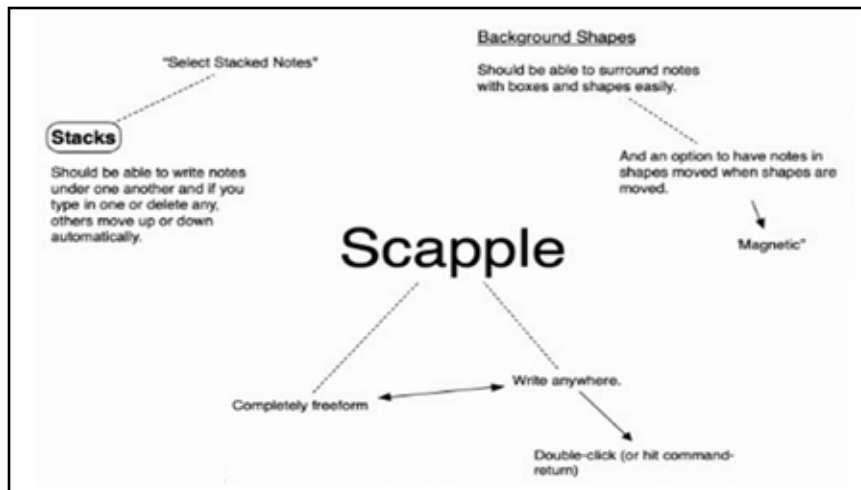 "Select Stacked Notes"
Stacks
Should be able to write notes
under one another and if you
type in one or delete any,
others move up or down
automatically.
Background Shapes
Should be able to surround notes
with boxes and shapes easily.
And an option to have notes in
shapes moved when shapes are
moved.
'Magnetic"
Scapple
Completely freeform
Write anywhere.
Double-click (or hit command-
return)